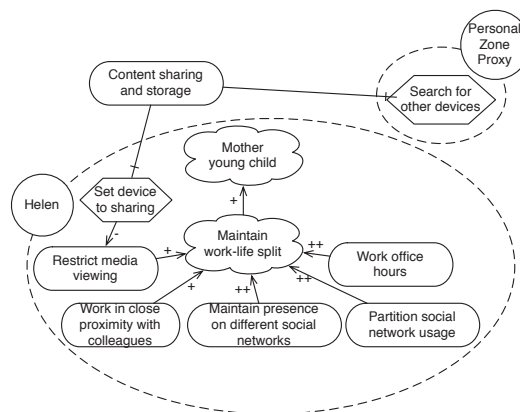 Personal
Zone
Proxy
Content sharing
and storage
Search for
other devices
Mother
young child
Helen
Set device
to sharing
+
-
Maintain
work-life split
Restrict media
viewing
+
++
Work office
hours
+
++
++
Work in close
proximity with
colleagues
Maintain presence
on different social
networks
Partition social
network usage